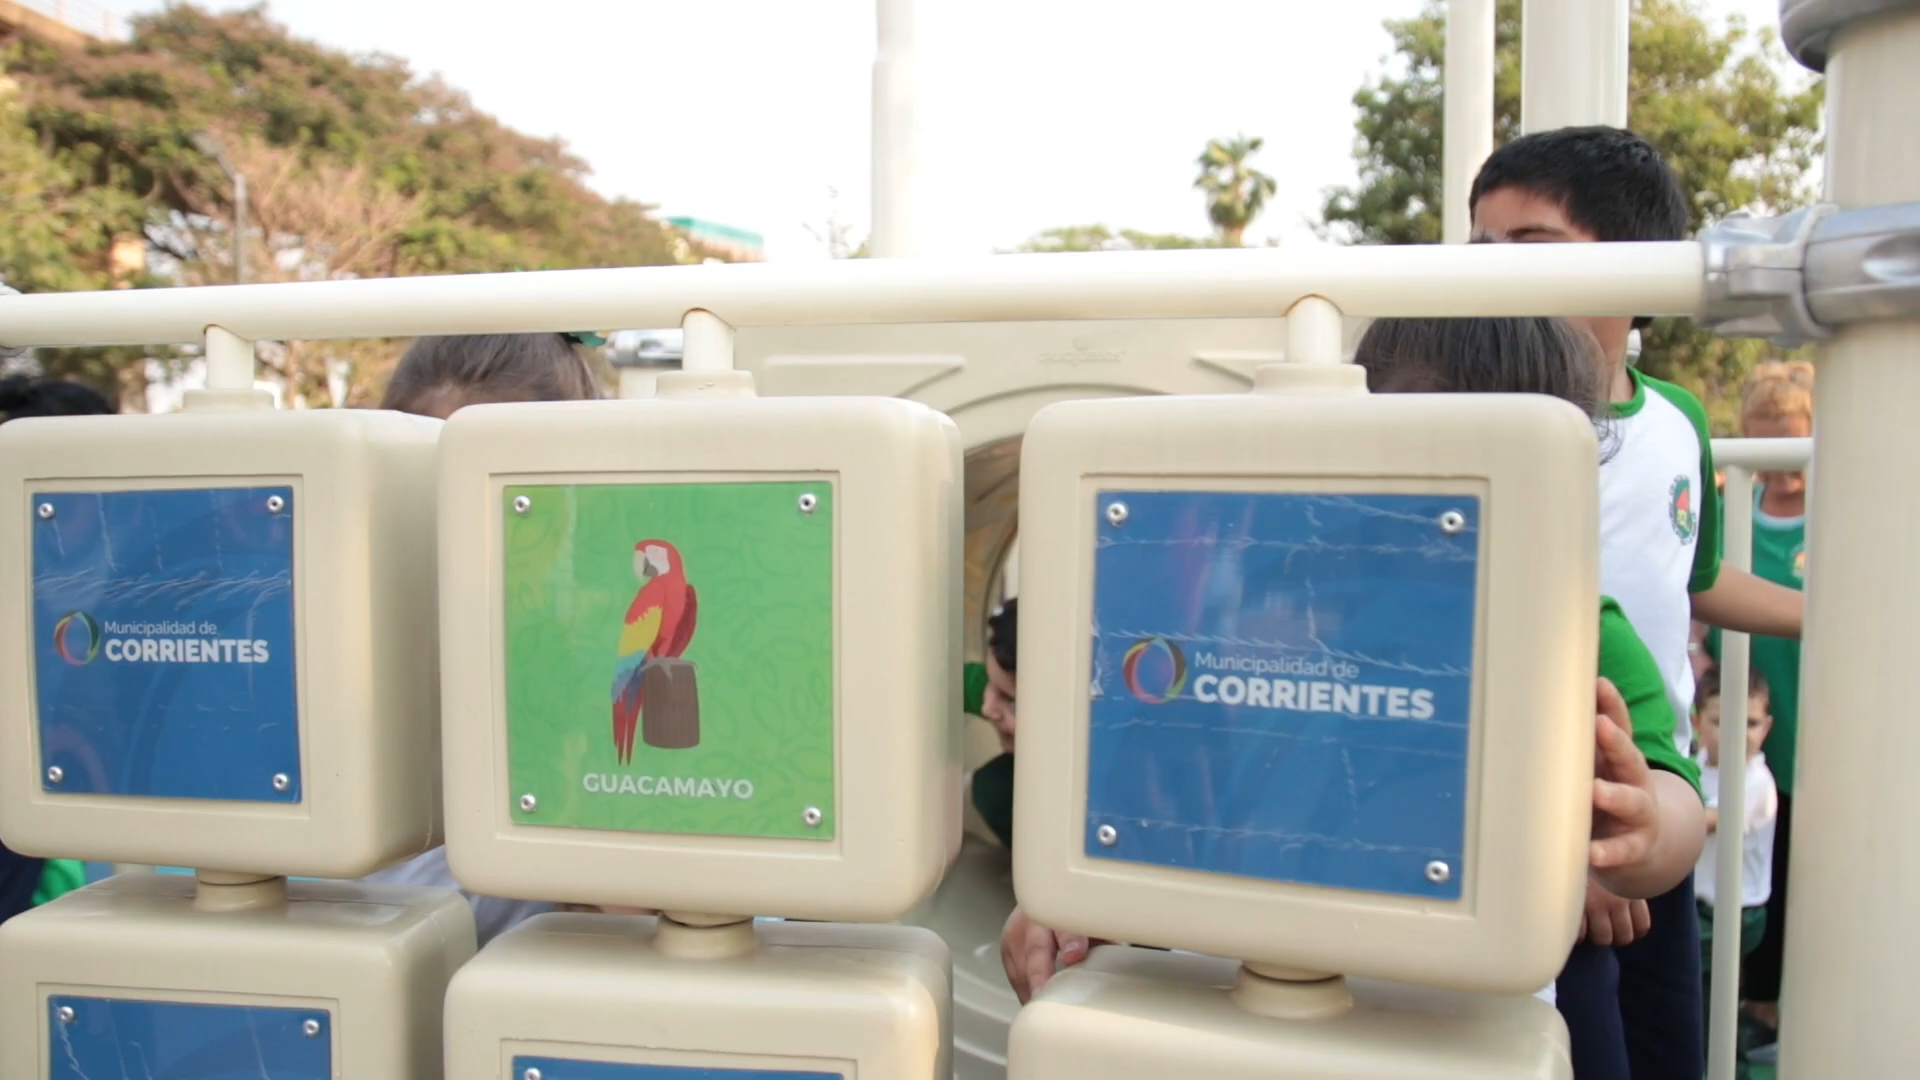 Municipalidad de
CORRIENTES
GUACAMAYO
Municipalidad de
CORRIENTES